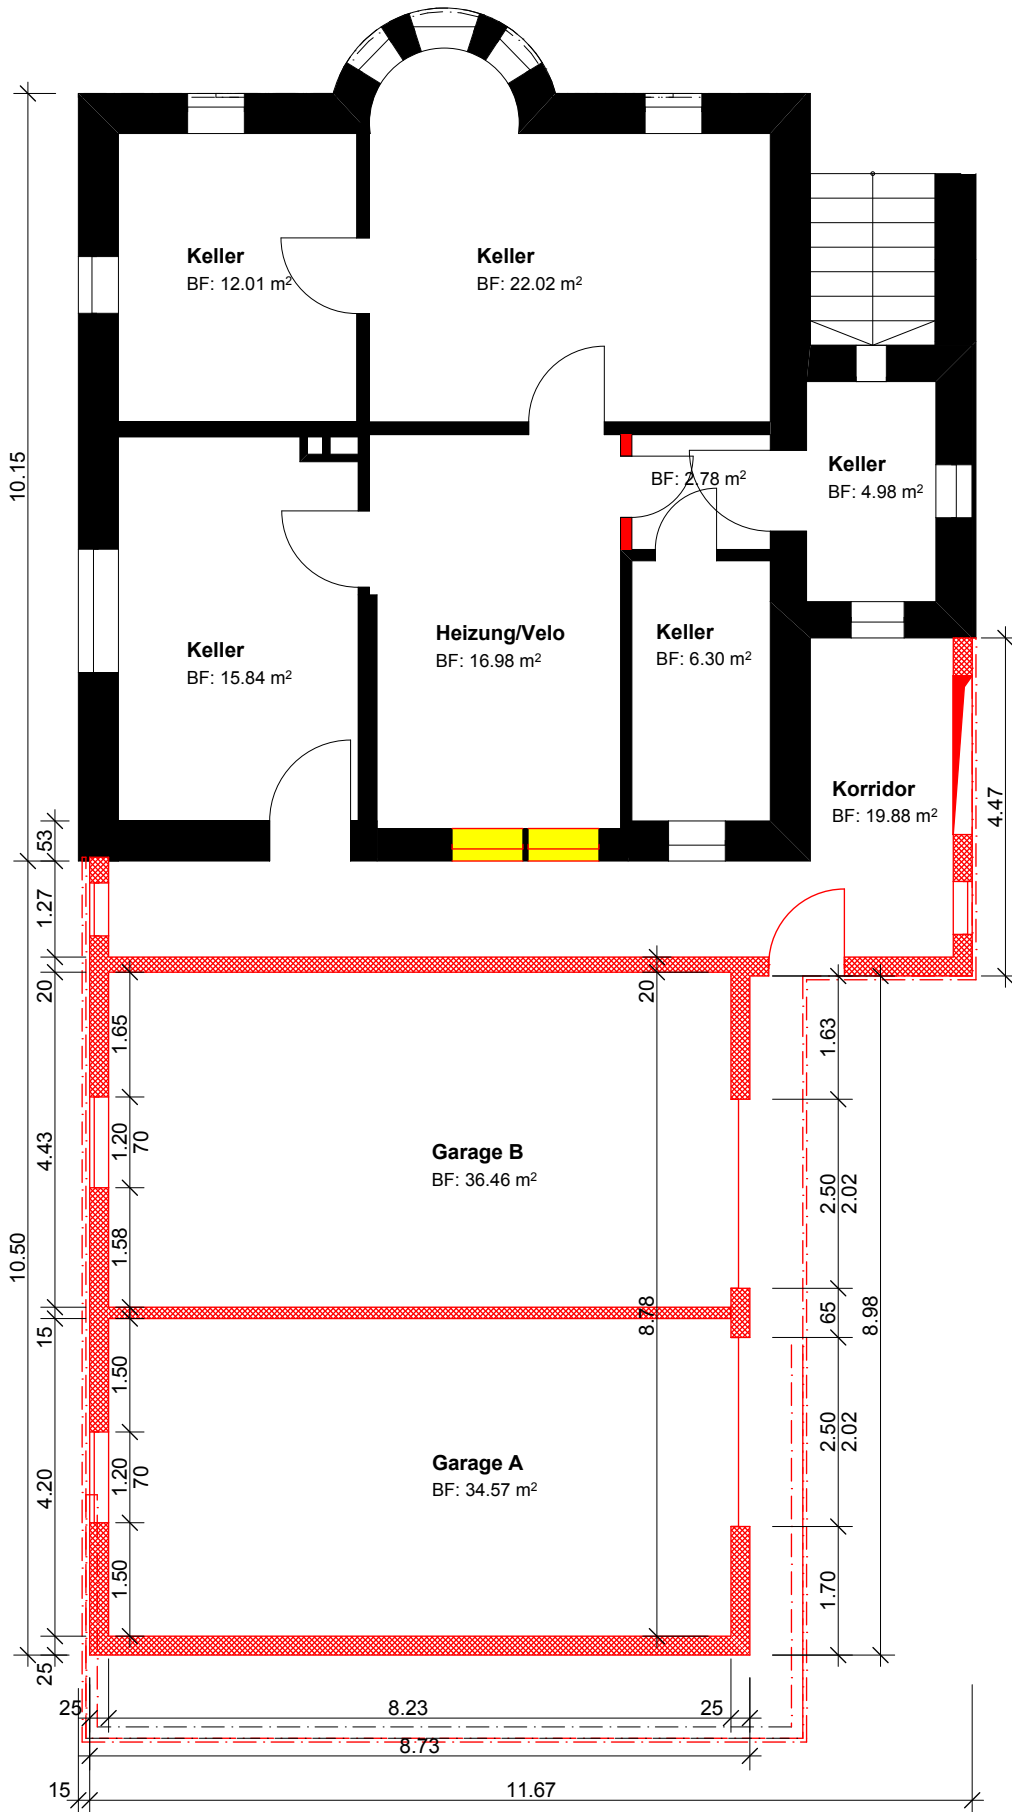 Keller
BF: 12.01 m²
Keller
BF: 22.02 m²
10.15
BF: 2.78 m²
Keller
BF: 4.98 m²
Keller
BF: 15.84 m²
Heizung/Velo
BF: 16.98 m²
Keller
BF: 6.30 m²
Korridor
BF: 19.88 m²
4.47
53
1.27
20
20
1.65
1.63
4.43
1.20
70
Garage B
BF: 36.46 m²
2.50
2.02
10.50
1.58
15
8.78
65
8.98
1.50
4.20
1.20
70
Garage A
BF: 34.57 m²
2.50
2.02
1.50
1.70
25
25
8.23
25
8.73
15
11.67